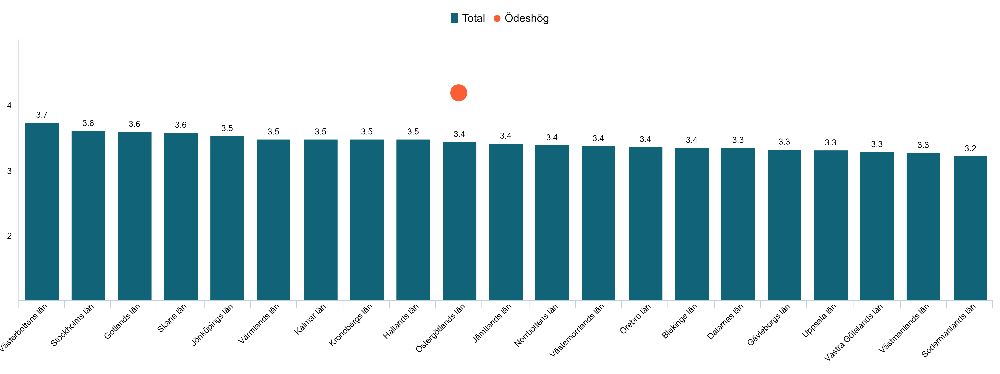 Total Ödeshög
4
3
2
3.7
3.6
3.6
3.6
3.5
3.5
3.5
3.5
3.5
3.4
3.4
3.4
3.4
3.4
3.4
3.3
3.3
3.3
3.3
3.3
3.2
Västerbottens län
Stockholms län
Gotlands län
Skåne län
Jönköpings län
Värmlands län
Kalmar län
Kronobergs län
Hallands län
Östergötlands län
Jämtlands län
Norrbottens län
Västernorrlands län
Örebro län
Blekinge län
Dalarnas län
Gävleborgs län
Uppsala län
Västra Götalands län
Västmanlands län
Södermanlands län